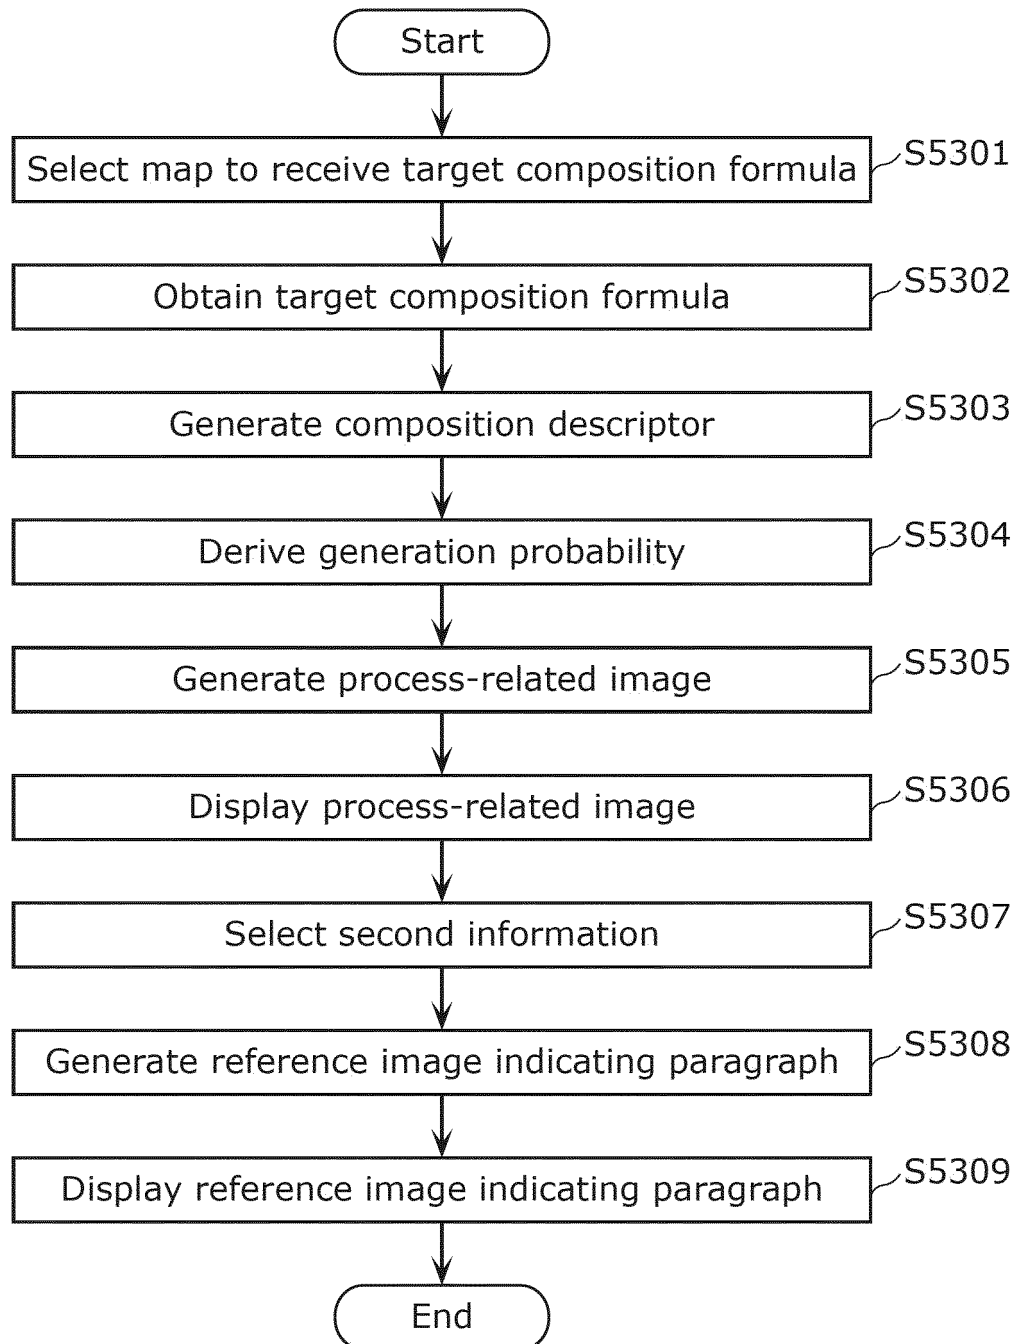 Start
Select map to receive target composition formula
S5301
Obtain target composition formula
S5302
Generate composition descriptor
S5303
Derive generation probability
S5304
Generate process-related image
S5305
Display process-related image
S5306
Select second information
S5307
Generate reference image indicating paragraph
S5308
Display reference image indicating paragraph
S5309
End